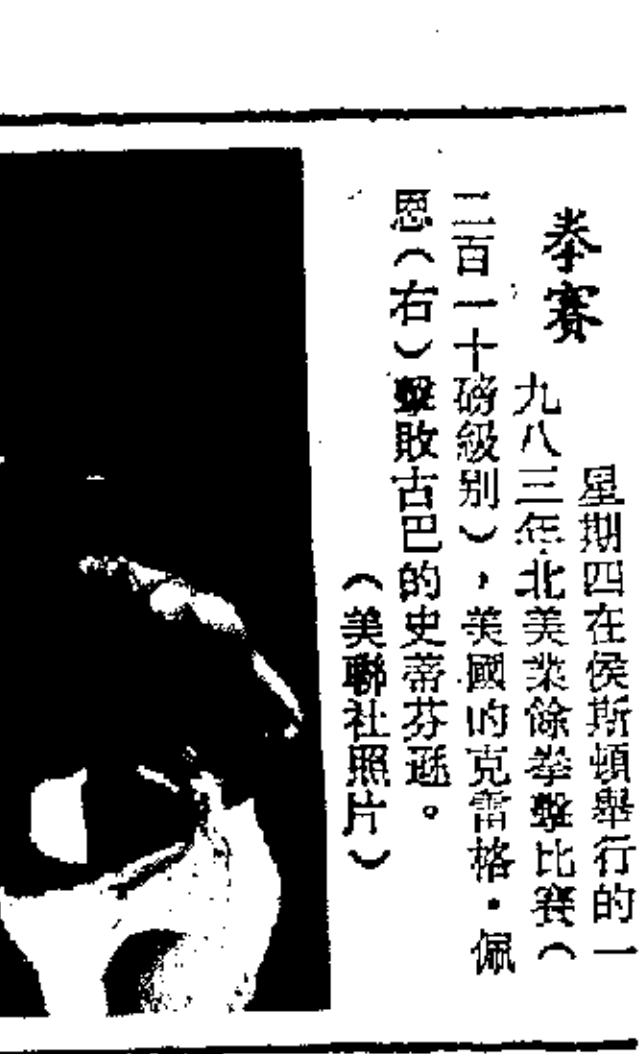 拳賽
星期四在侯斯頓舉行的一
九八三年北美業餘拳擊比賽（
二百一十磅級別），美國的克雷格·佩
恩（右）擊敗古巴的史蒂芬遜。
（美聯社照片）